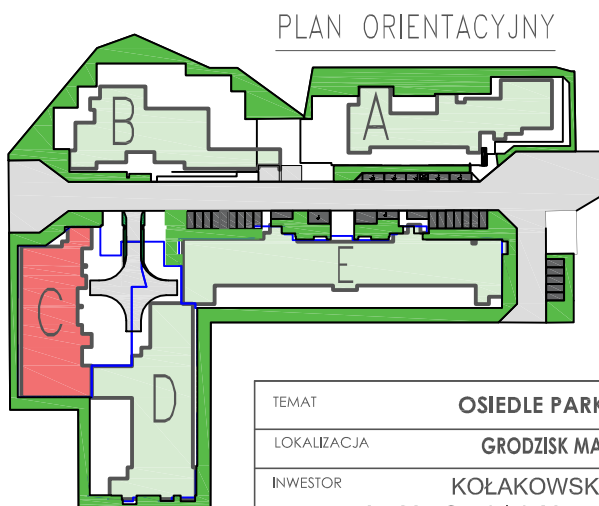 PLAN ORIENTACYJNY
B
A
E
C
D
TEMAT OSIEDLE PARK
LOKALIZACJA GRODZISK MA
INWESTOR KOŁAKOWSK